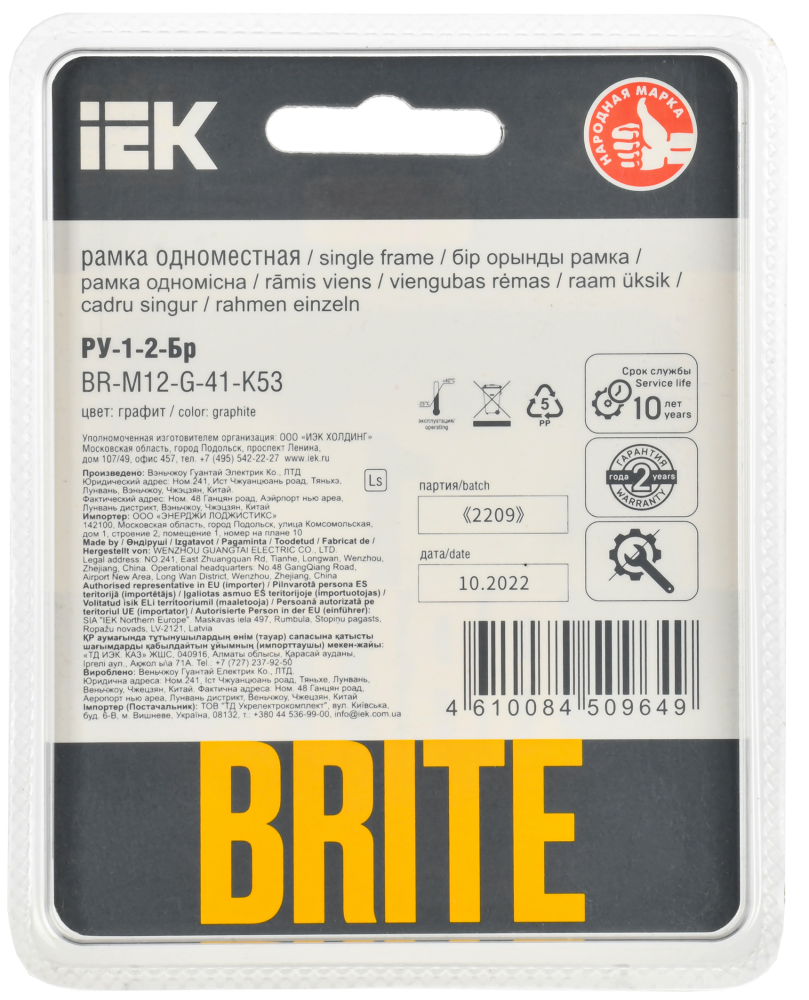 IEK
НАРОДНАЯ МАРКА
рамка одноместная / single frame / бір орынды рамка /
рамка одномісна / rāmis viens / viengubas rėmas / raam üksik /
cadru singur / rahmen einzeln
РУ-1-2-Бр
BR-M12-G-41-K53
цвет: графит / color: graphite
эксплуатация/
operating
5
PP
Срок службы
Service life
10 лет
years
Уполномоченная изготовителем организация: ООО «ИЭК ХОЛДИНГ»
Московская область, город Подольск, проспект Ленина,
дом 107/49, офис 457, тел. +7 (495) 542-22-27 www.iek.ru
Произведено: Вэньчжоу Гуантай Электрик Ко., ЛТД
Юридический адрес: Ном.241, Ист Чжуаньюань роад, Тяньхэ,
Лунвань, Вэньчжоу, Чжэцзян, Китай.
Фактический адрес: Ном. 48 Ганцян роад, Аэйрпорт нью ареа,
Лунвань дистрикт, Вэньчжоу, Чжэцзян, Китай
Ls
ГАРАНТИЯ
года 2 years
WARRANTY
партия/batch
《2209》
Импортер: ООО «ЭНЕРДЖИ ЛОДЖИСТИКС»
142100, Московская область, город Подольск, улица Комсомольская,
дом 1, строение 2, помещение 1, номер на плане 10
Made by / Өндіруші / Izgatavot / Pagaminta / Toodetud / Fabricat de /
Hergestellt von: WENZHOU GUANGTAI ELECTRIC CO., LTD.
Legal address: NO.241, East Zhuangquan Rd, Tianhe, Longwan, Wenzhou,
Zhejiang, China. Operational headquarters: No 48 GangQiang Road,
Airport New Area, Long Wan District, Wenzhou, Zhejiang, China
дата/date
10.2022
Authorised representative in EU (importer) / Pilnvarotā persona ES
teritorijā (importētājs) / Įgaliotas asmuo ES teritorijoje (importuotojas) /
Volitatud isik ELi territooriumil (maaletooja) / Persoană autorizată pe
teritoriul UE (importator) / Autorisierte Person in der EU (einführer):
SIA "IEK Northern Europe". Maskavas iela 497, Rumbula, Stopiņu pagasts,
Ropažu novads, LV-2121, Latvia
ҚР аумағында тұтынушылардың өнім (тауар) сапасына қатысты
шағымдарды қабылдайтын ұйымның (импорттаушы) мекен-жайы:
«ТД ИЭК. КАЗ» ЖШС, 040916, Алматы облысы, Қарасай ауданы,
Іргелі аул., Ақжол ы/а 71А. Тел.: +7 (727) 237-92-50
Вироблено: Веньчжоу Гуантай Електрик Ко., ЛТД.
Юридична адреса: Ном.241, Іст Чжуаньюань роад, Тяньхе, Лунвань,
Веньчжоу, Чжецзян, Китай. Фактична адреса: Ном. 48 Ганцян роад,
Аеропорт нью ареа, Лунвань дистрикт, Веньчжоу, Чжецзян, Китай
Імпортер (Постачальник): ТОВ "ТД Укрелектрокомплект", вул. Київська,
буд. 6-В, м. Вишневе, Україна, 08132, т.: +380 44 536-99-00, info@iek.com.ua
4 610084 509649
BRITE